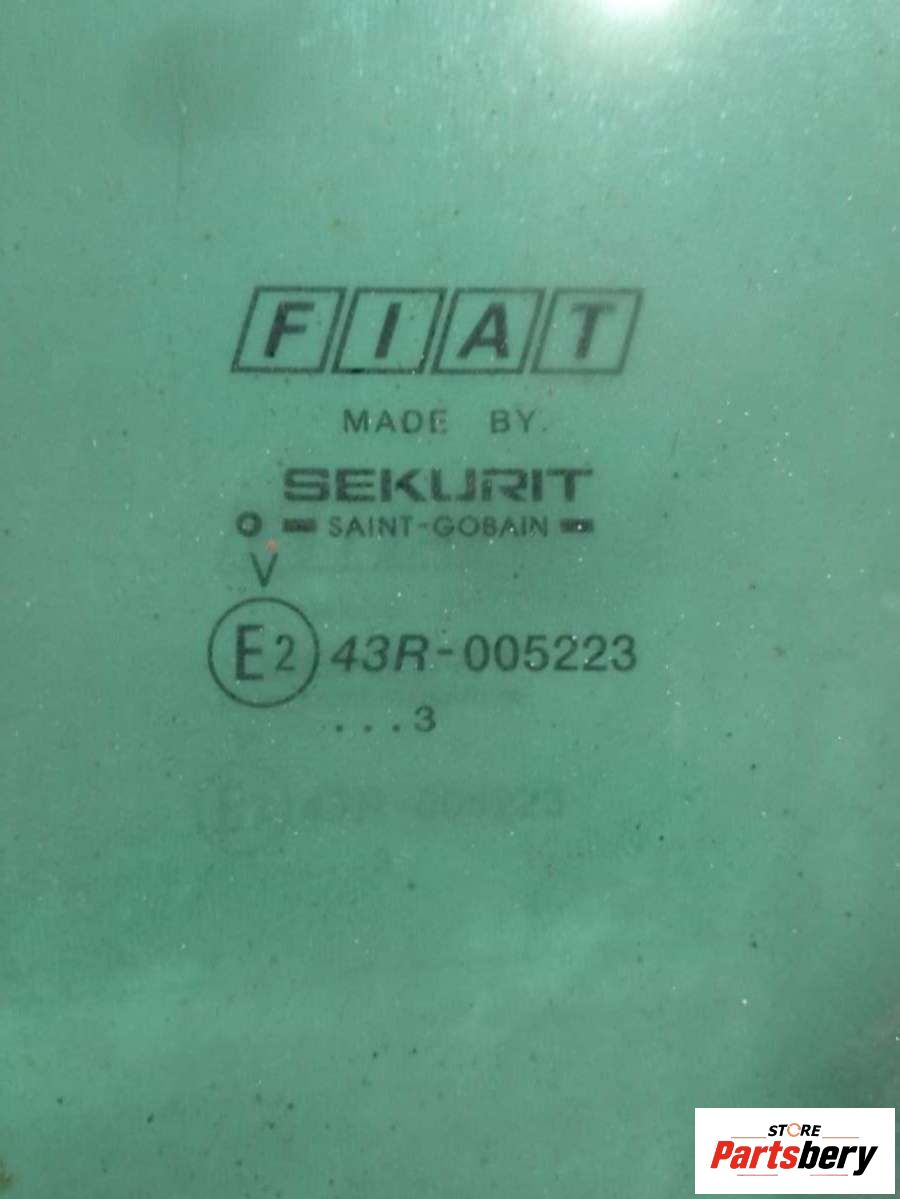 FIAT
MADE BY.
SEKURIT
SAINT-GOBAIN
V
E2 43R-005223
...3
STORE
Partsbery